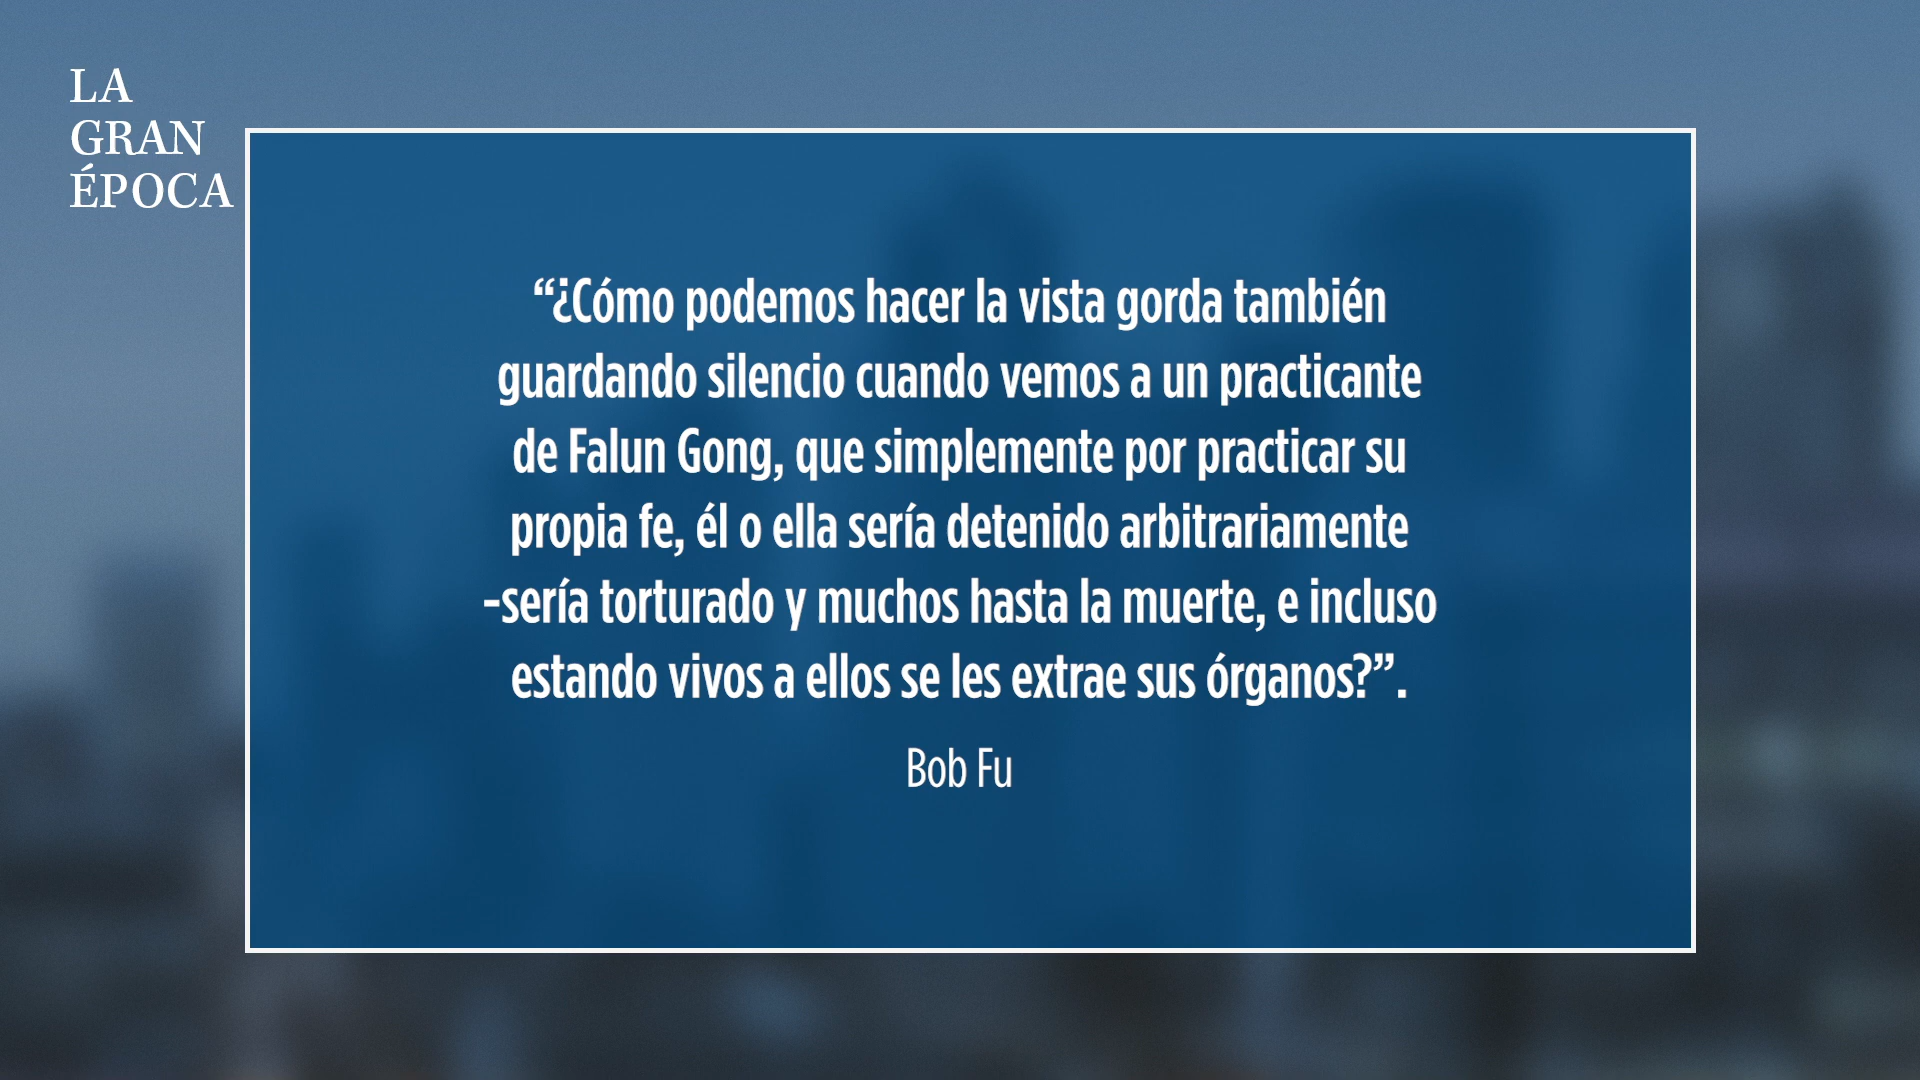 LA
GRAN
ÉPOCA
“¿Cómo podemos hacer la vista gorda también
guardando silencio cuando vemos a un practicante
de Falun Gong, que simplemente por practicar su
propia fe, él o ella sería detenido arbitrariamente
-sería torturado y muchos hasta la muerte, e incluso
estando vivos a ellos se les extrae sus órganos?”.
Bob Fu